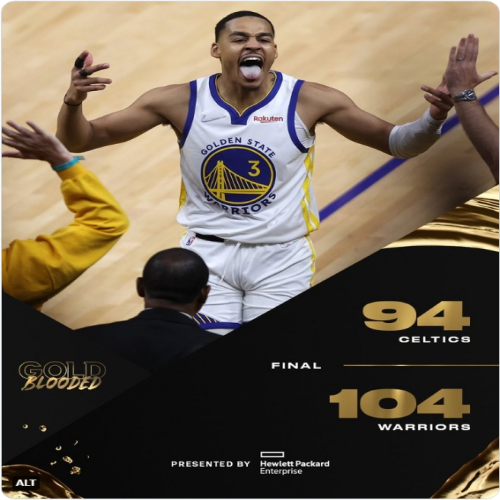 Rakuten
GOLDEN STATE
3
WARRIORS
94
CELTICS
FINAL
104
WARRIORS
GOLD
BLOODED
PRESENTED BY
Hewlett Packard
Enterprise
ALT